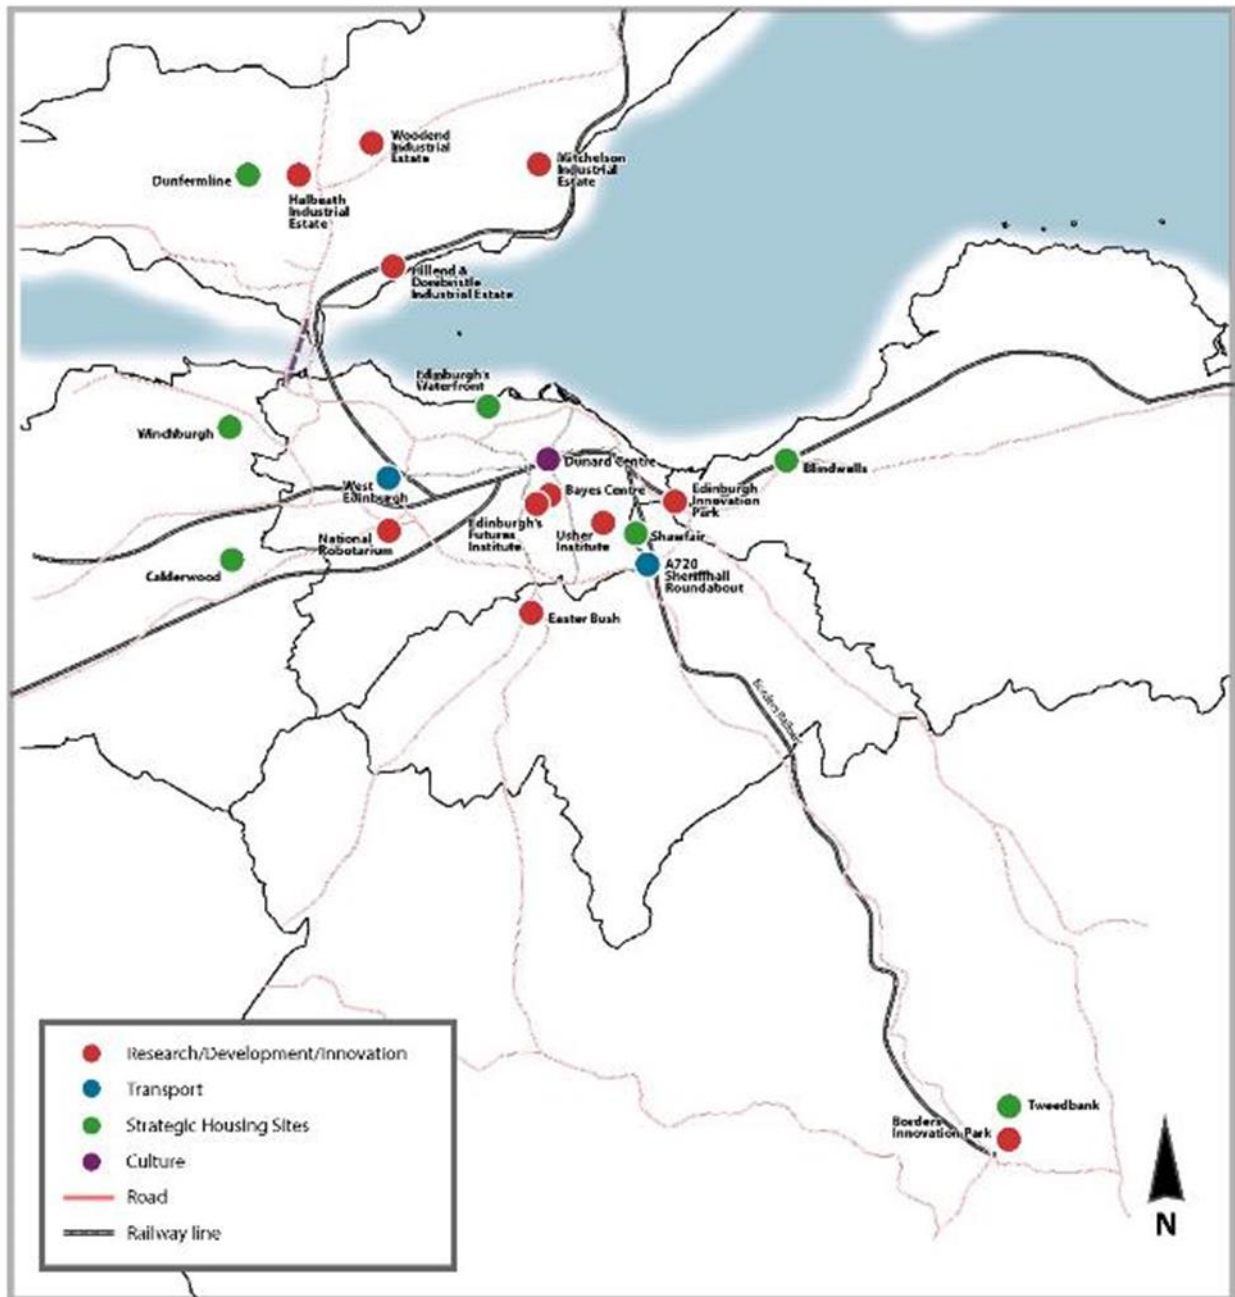 Woodend
Industrial
Estate
Mitchelson
Industrial
Estate
Dunfermline
Halbeath
Industrial
Estate
Hillend &
Donibristle
Industrial Estate
Edinburgh's
Waterfront
Winchburgh
Dunard Centre
Blindwells
West
Edinburgh
Bayes Centre
Edinburgh
Innovation
Park
Edinburgh's
Futures
Institute
Usher
Institute
Shawfair
National
Robotarium
Calderwood
A720
Sheriffhall
Roundabout
Easter Bush
Borders Railway
Research/Development/Innovation
Transport
Strategic Housing Sites
Culture
Road
Railway line
Tweedbank
Borders
Innovation Park
N